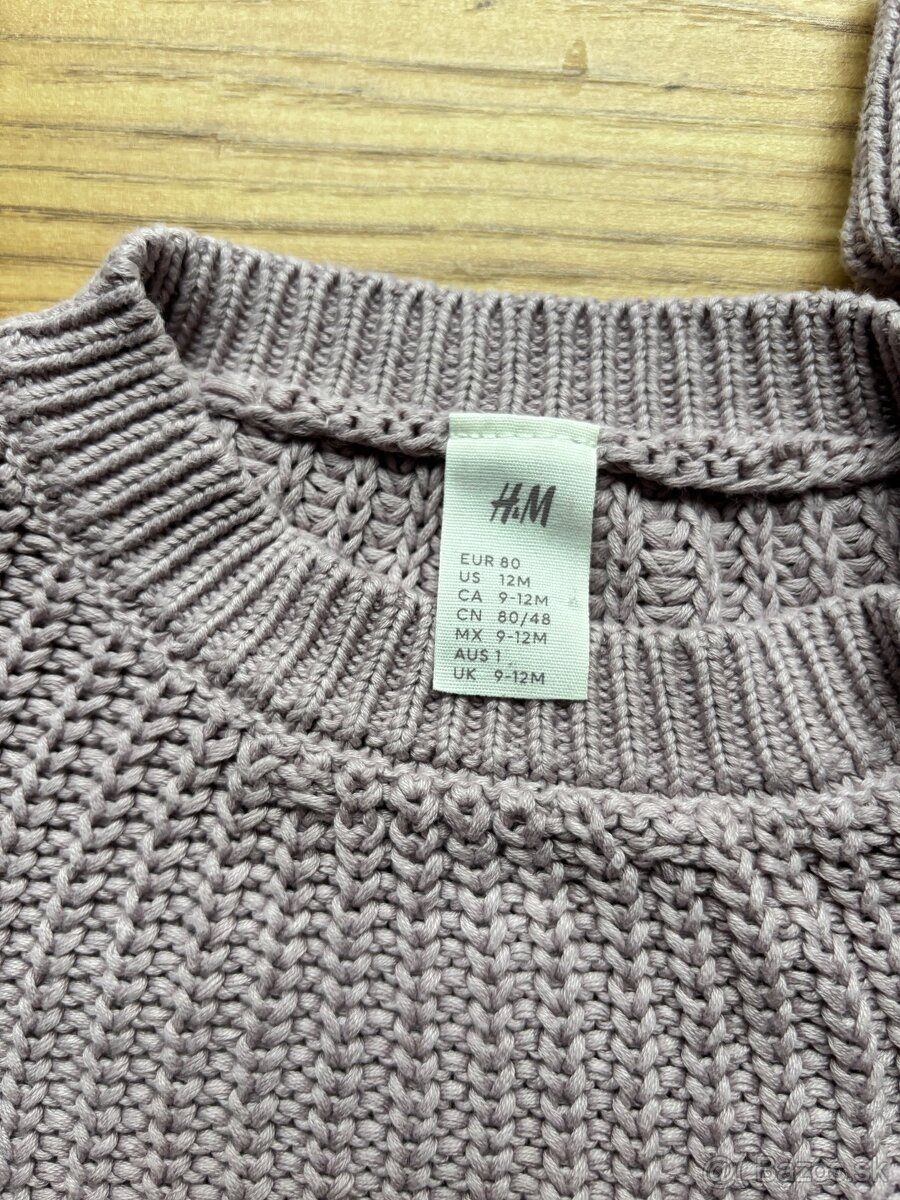 H&M
EUR 80
US 12M
CA 9-12M
CN 80/48
MX 9-12M
AUS 1
UK 9-12M
@Bazos.sk